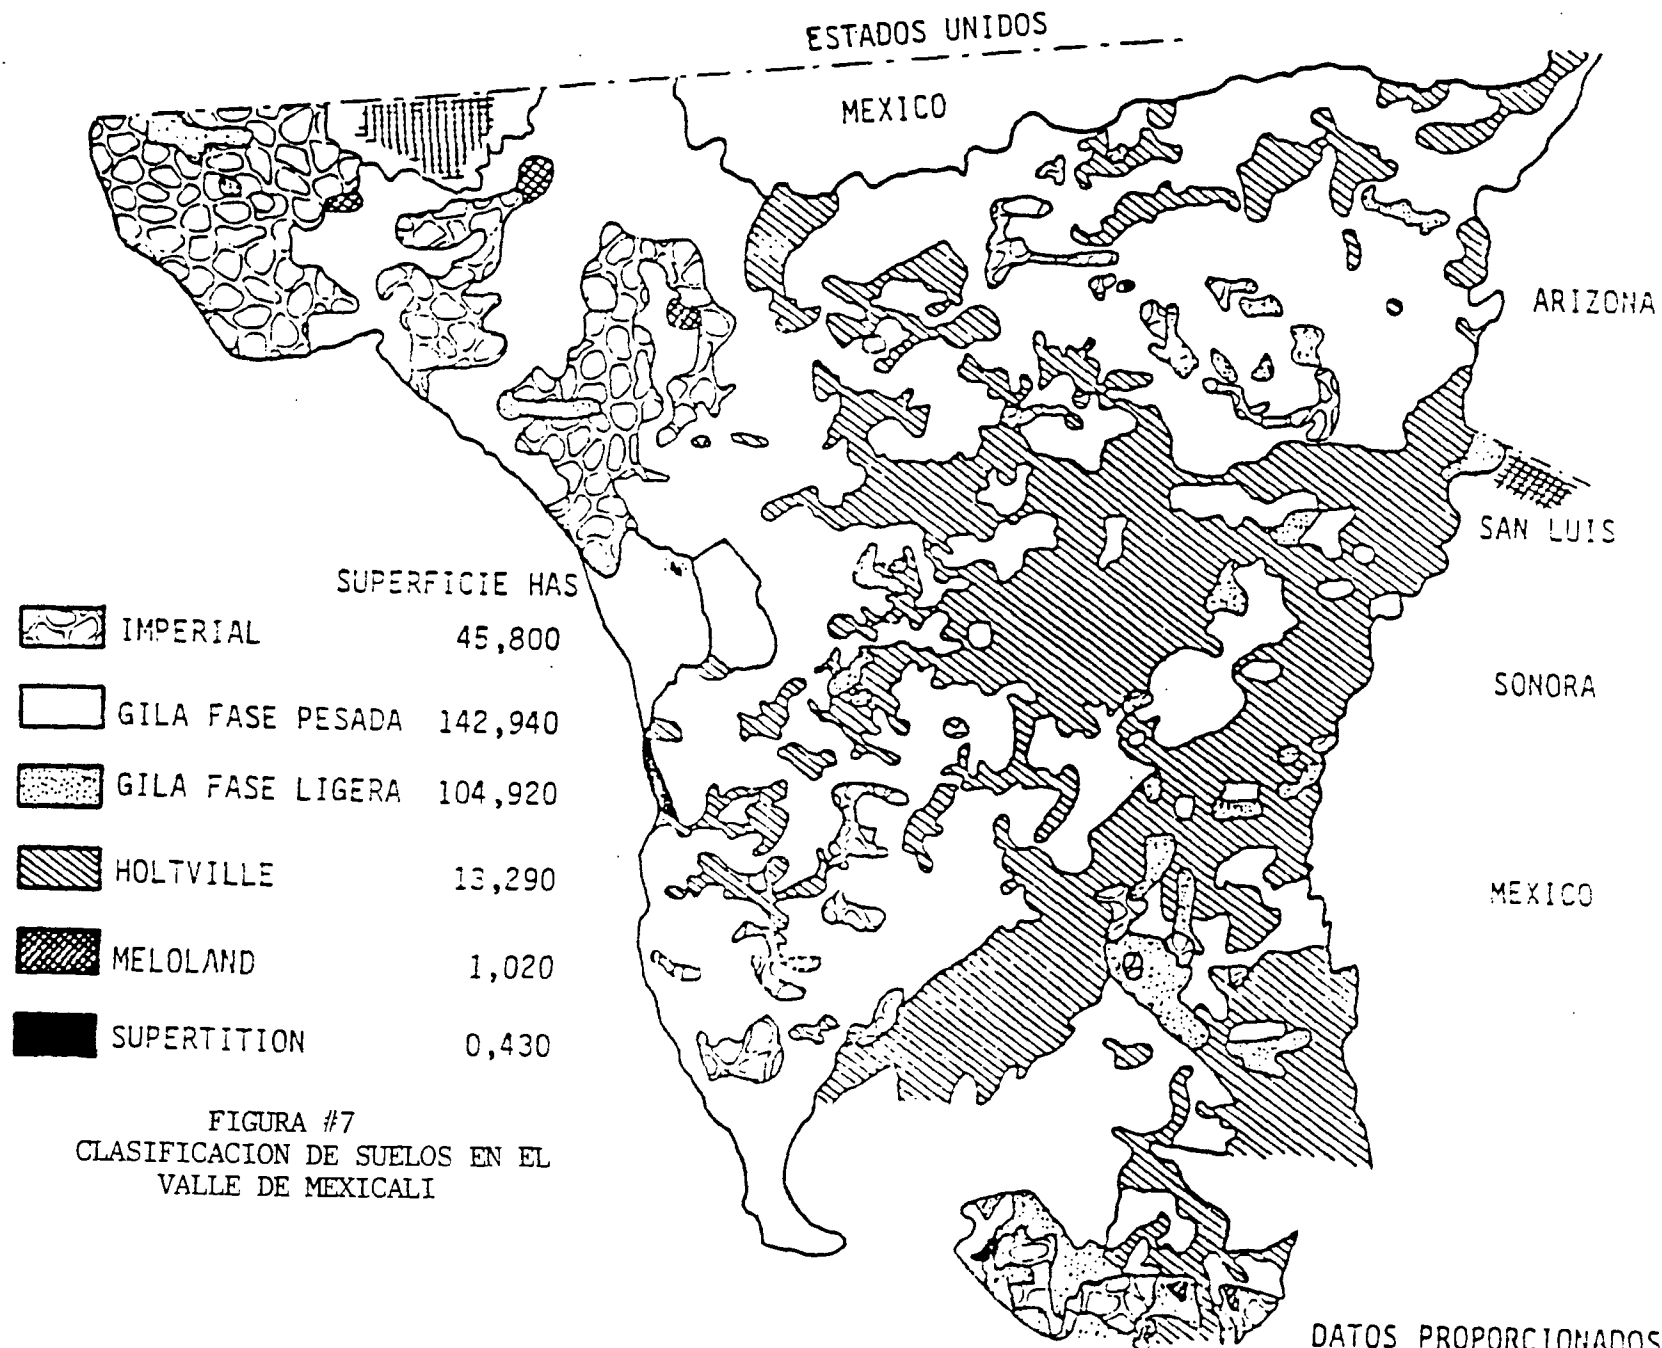 ESTADOS UNIDOS
MEXICO
ARIZONA
SAN LUIS
SONORA
MEXICO
SUPERFICIE HAS
IMPERIAL 45,800
GILA FASE PESADA 142,940
GILA FASE LIGERA 104,920
HOLTVILLE 13,290
MELOLAND 1,020
SUPERTITION 0,430
FIGURA #7
CLASIFICACION DE SUELOS EN EL
VALLE DE MEXICALI
DATOS PROPORCIONADOS